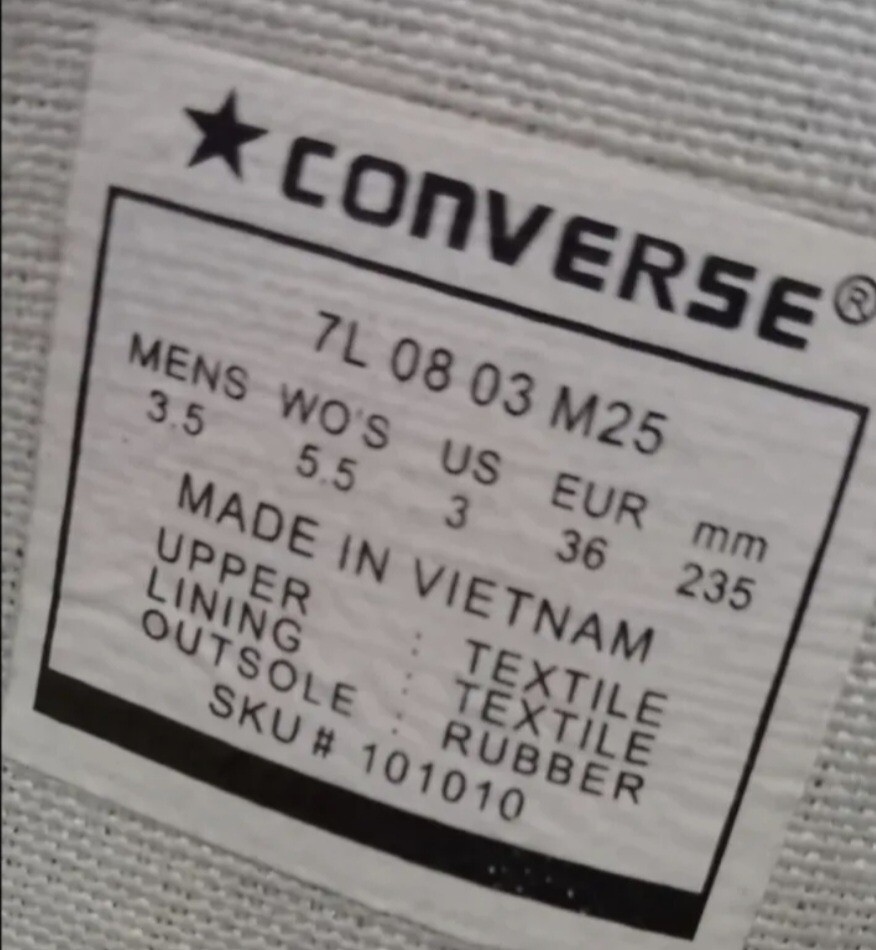 ★CONVERSE®
7L 08 03 M25
MENS WO'S US EUR mm
3.5 5.5 3 36 235
MADE IN VIETNAM
UPPER : TEXTILE
LINING : TEXTILE
OUTSOLE : RUBBER
SKU # 101010